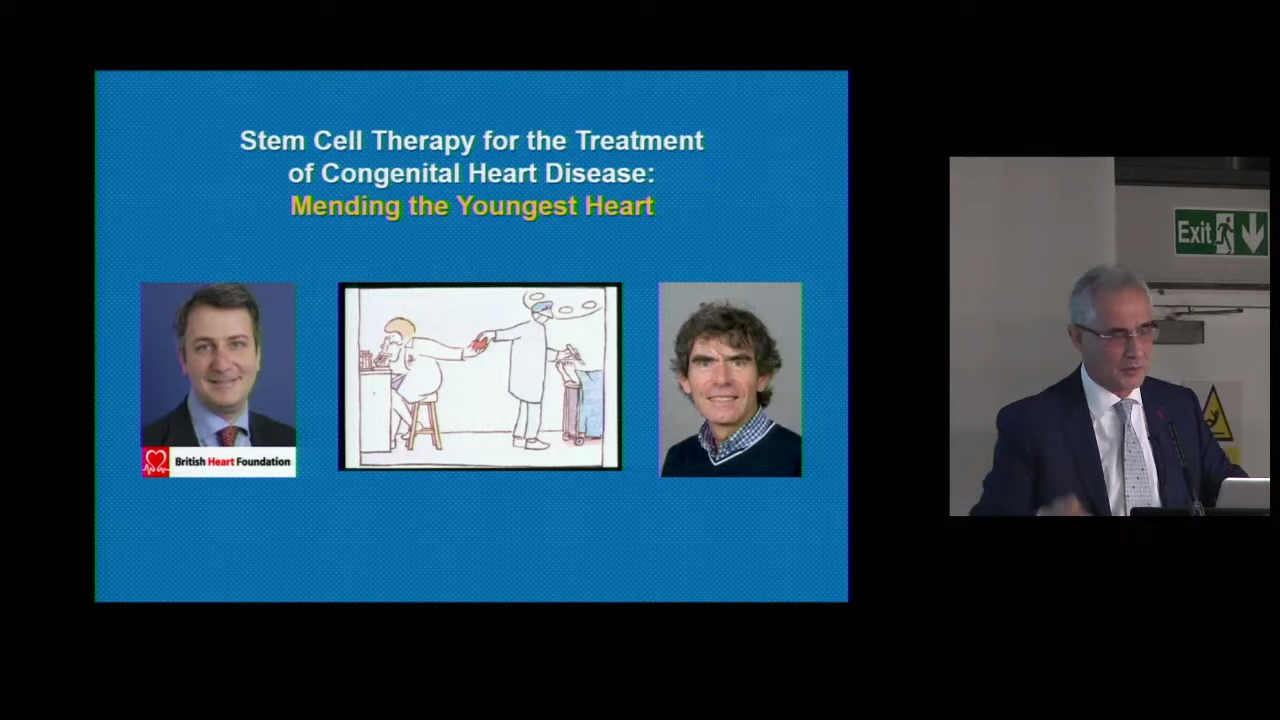 Stem Cell Therapy for the Treatment
of Congenital Heart Disease:
Mending the Youngest Heart
British Heart Foundation
Exit